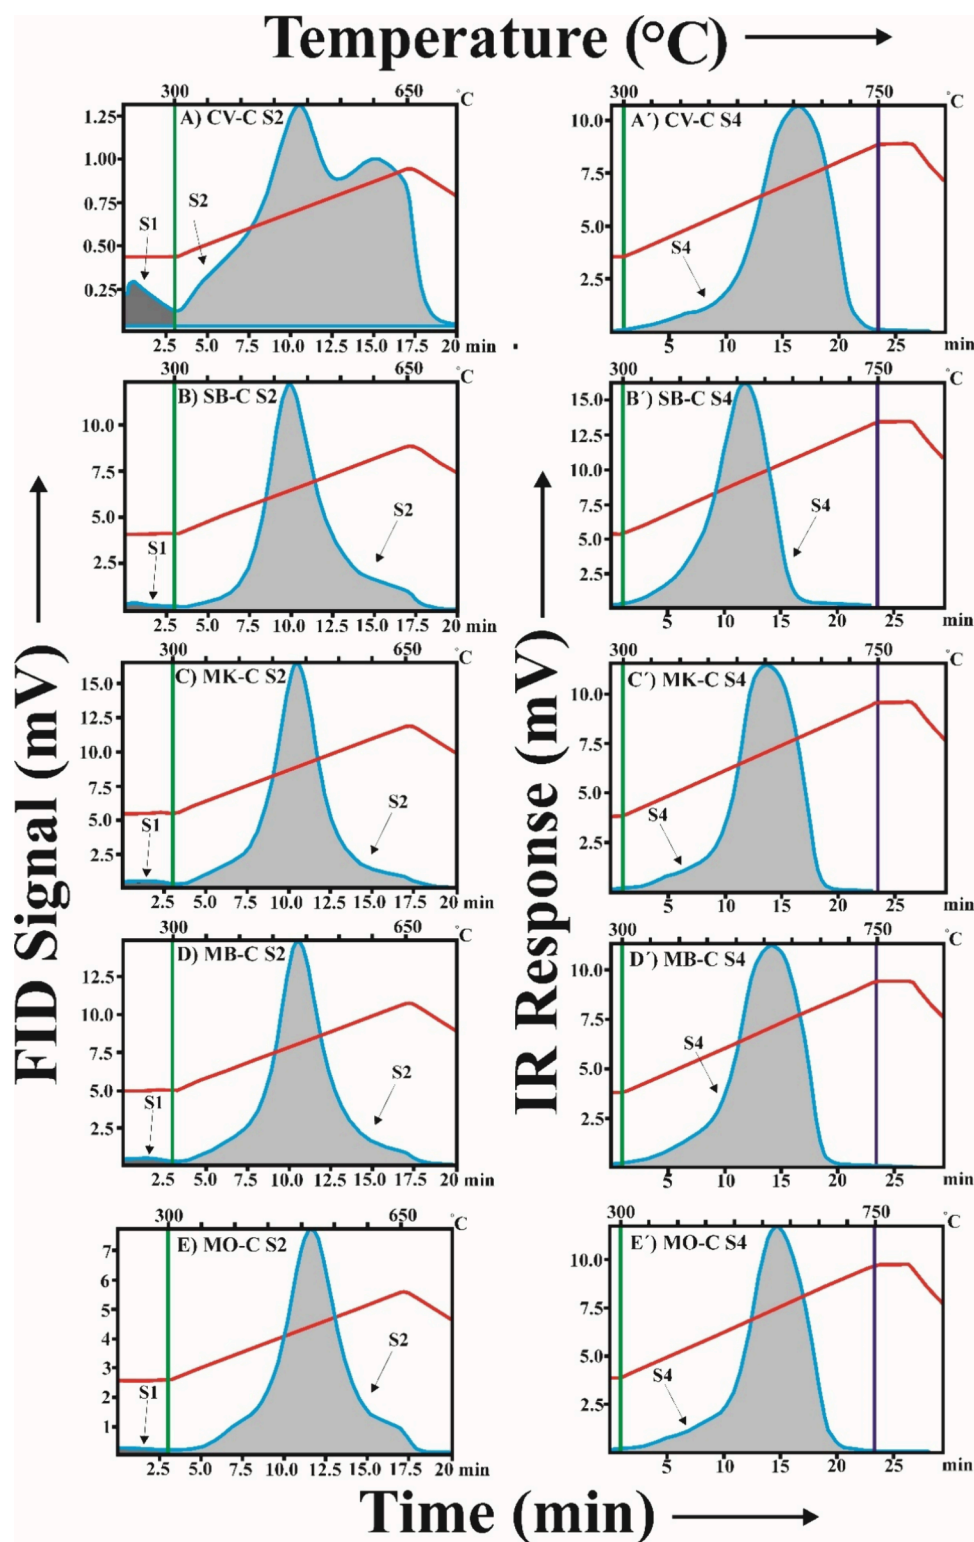 Temperature (°C)
300 650 °C
A) CV-C S2
1.25
1.00
0.75
0.50
0.25
S1
S2
2.5 5.0 7.5 10.0 12.5 15.0 17.5 20 min
300 750 °C
A´) CV-C S4
10.0
7.5
5.0
2.5
S4
5 10 15 20 25 min
300 650 °C
B) SB-C S2
10.0
7.5
5.0
2.5
S1
S2
2.5 5.0 7.5 10.0 12.5 15.0 17.5 20 min
300 750 °C
B´) SB-C S4
15.0
12.5
10.0
7.5
5.0
2.5
S4
5 10 15 20 25 min
300 650 °C
C) MK-C S2
15.0
12.5
10.0
7.5
5.0
2.5
S1
S2
2.5 5.0 7.5 10.0 12.5 15.0 17.5 20 min
300 750 °C
C´) MK-C S4
10.0
7.5
5.0
2.5
S4
5 10 15 20 25 min
300 650 °C
D) MB-C S2
12.5
10.0
7.5
5.0
2.5
S1
S2
2.5 5.0 7.5 10.0 12.5 15.0 17.5 20 min
300 750 °C
D´) MB-C S4
10.0
7.5
5.0
2.5
S4
5 10 15 20 25 min
300 650 °C
E) MO-C S2
7
6
5
4
3
2
1
S1
S2
2.5 5.0 7.5 10.0 12.5 15.0 17.5 20 min
300 750 °C
E´) MO-C S4
10.0
7.5
5.0
2.5
S4
5 10 15 20 25 min
FID Signal (mV)
IR Response (mV)
Time (min)